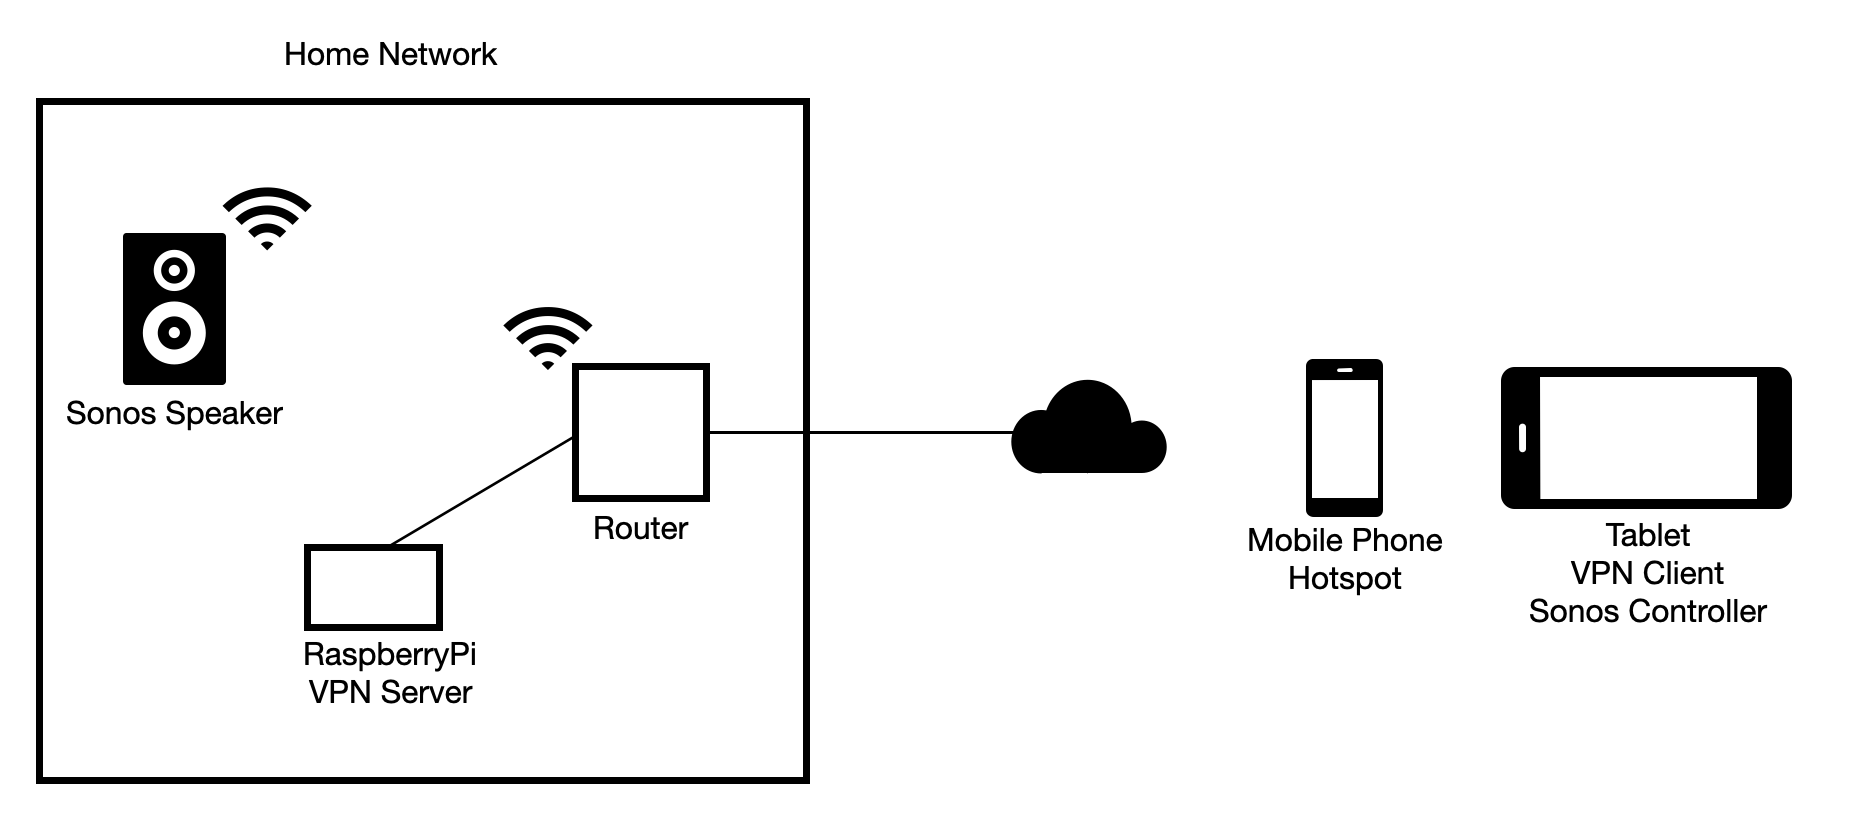 Home Network
Sonos Speaker
Router
RaspberryPi
VPN Server
Mobile Phone
Hotspot
Tablet
VPN Client
Sonos Controller